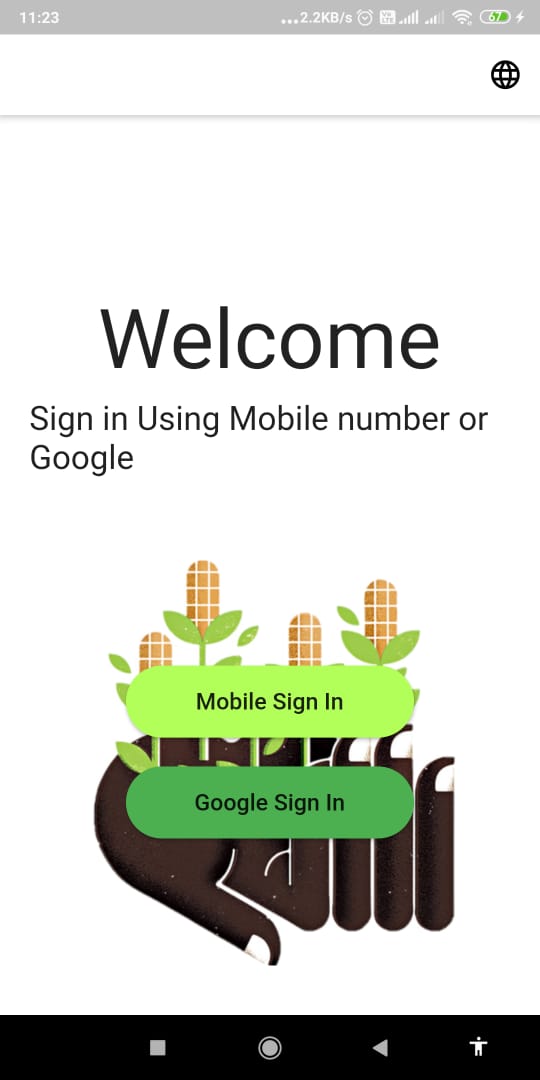 11:23
...2.2KB/s
67
Welcome
Sign in Using Mobile number or
Google
Mobile Sign In
Google Sign In